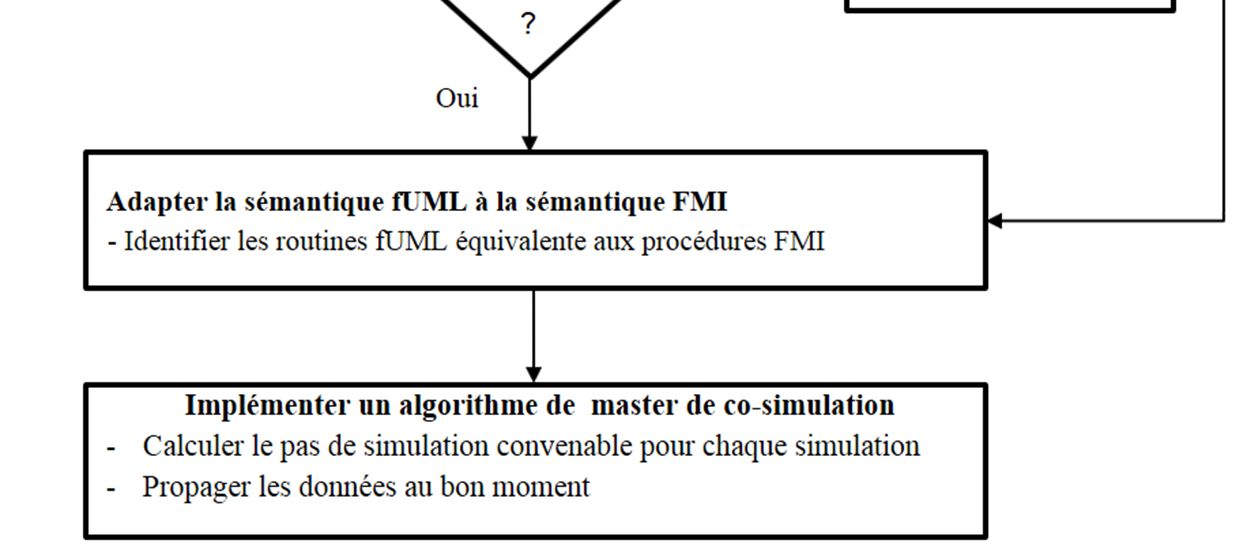 ?
Oui
Adapter la sémantique fUML à la sémantique FMI
- Identifier les routines fUML équivalente aux procédures FMI
Implémenter un algorithme de master de co-simulation
- Calculer le pas de simulation convenable pour chaque simulation
- Propager les données au bon moment